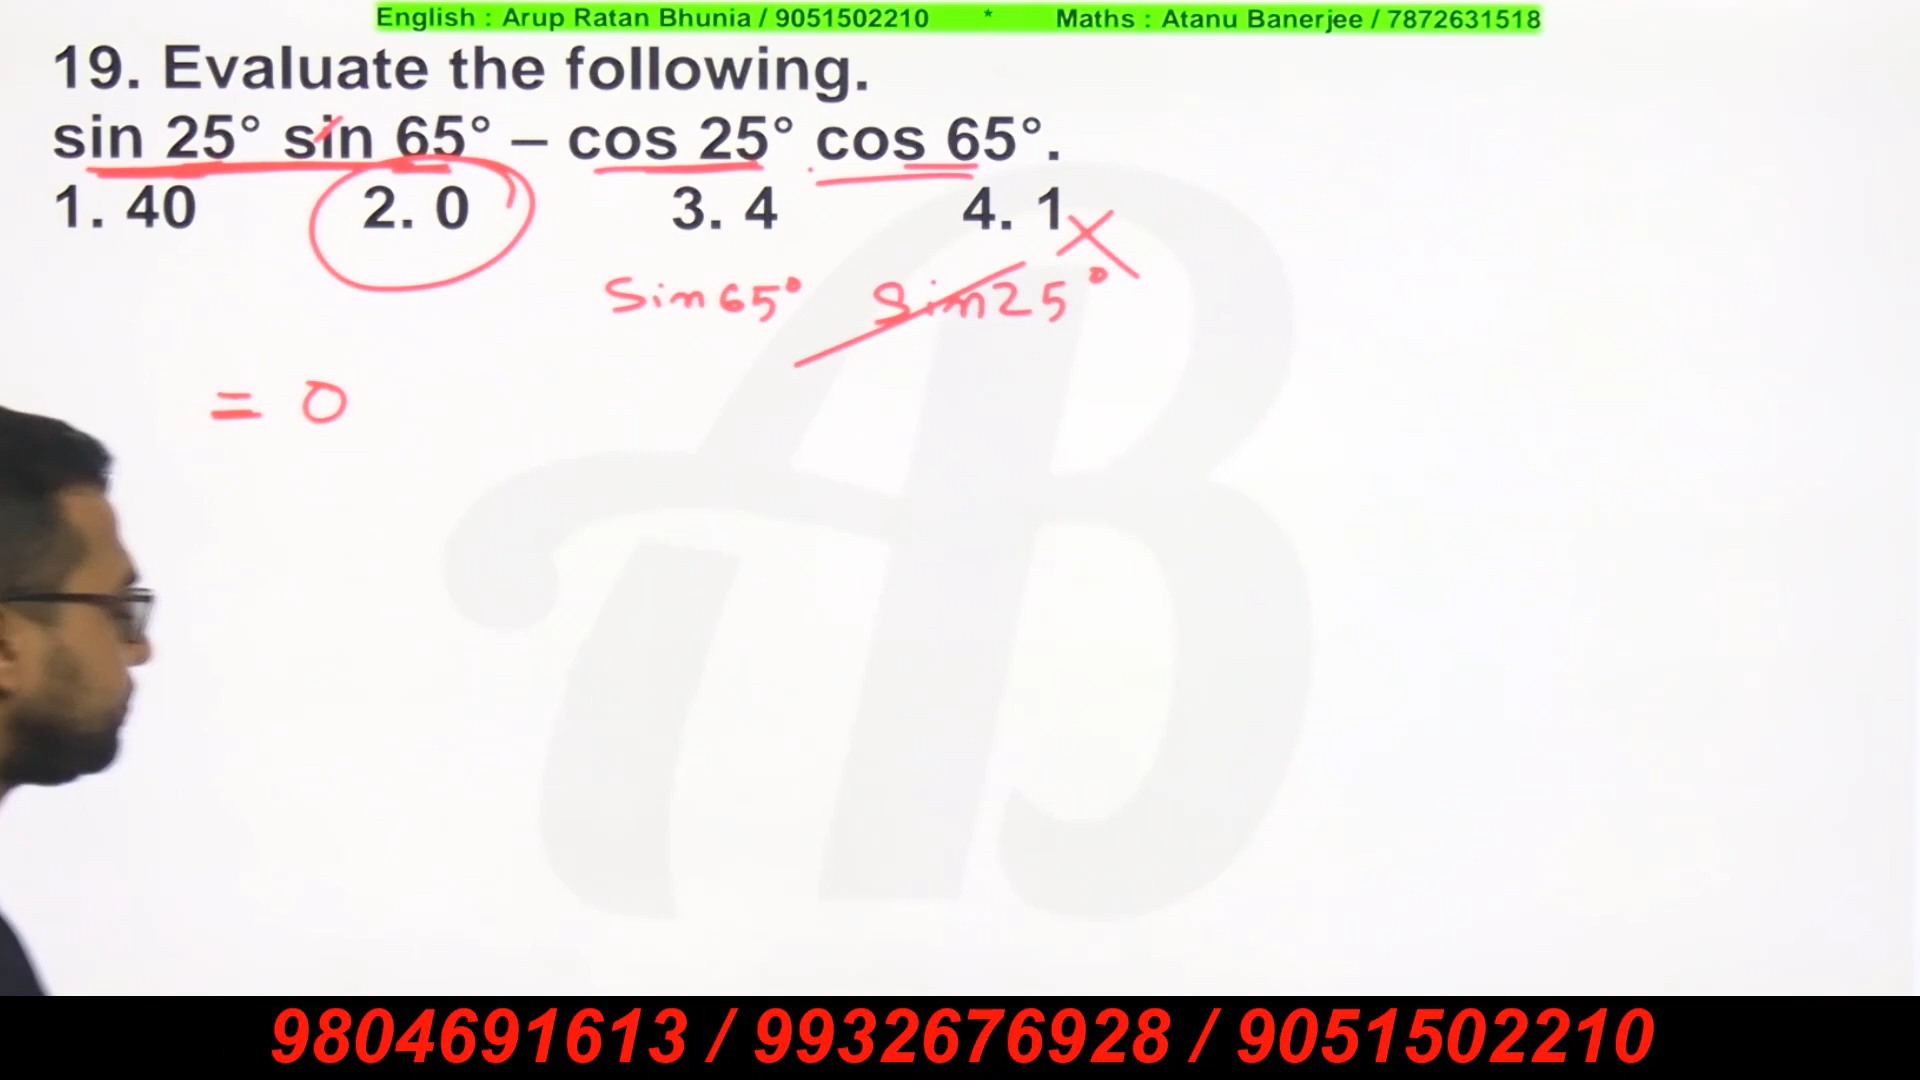 English : Arup Ratan Bhunia / 9051502210 * Maths : Atanu Banerjee / 7872631518
19. Evaluate the following.
sin 25° sin 65° – cos 25° cos 65°.
1. 40 2. 0 3. 4 4. 1
Sin65° Sin25°
= 0
AB
9804691613 / 9932676928 / 9051502210